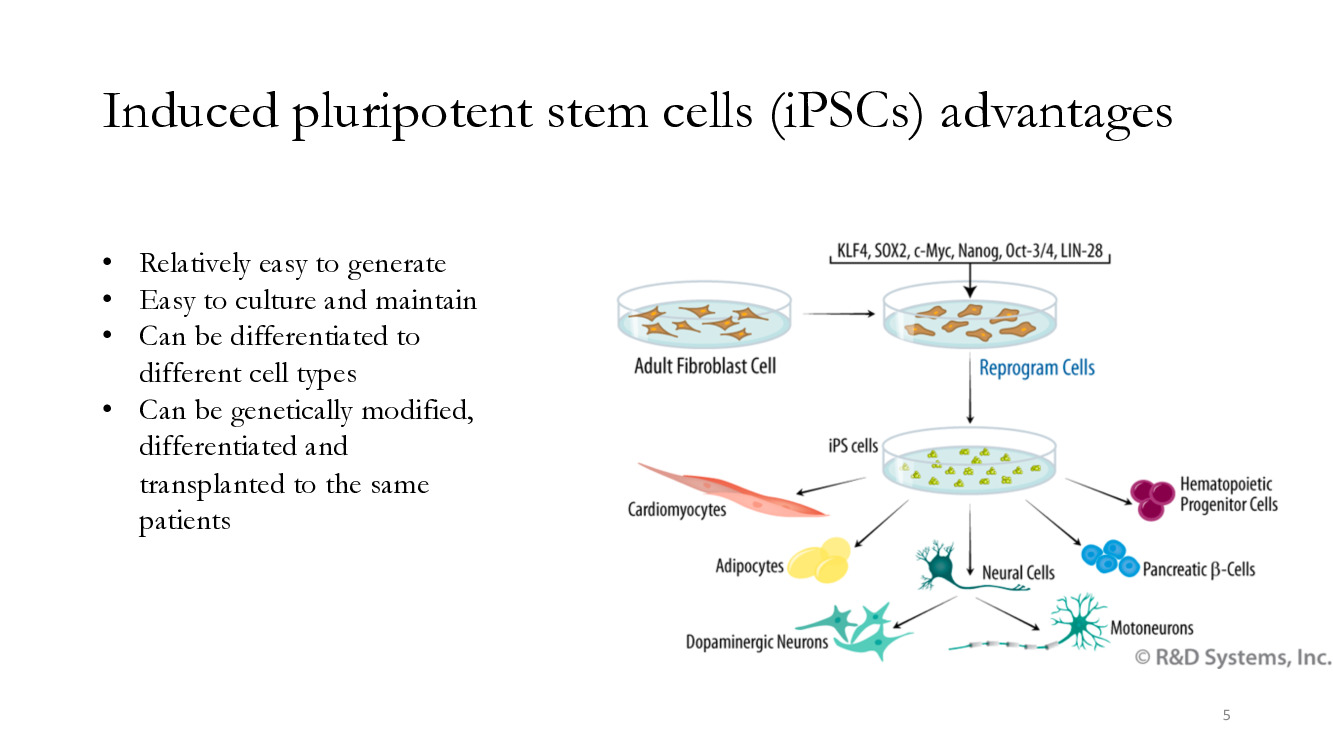 Induced pluripotent stem cells (iPSCs) advantages
• Relatively easy to generate
• Easy to culture and maintain
• Can be differentiated to
different cell types
• Can be genetically modified,
differentiated and
transplanted to the same
patients
KLF4, SOX2, c-Myc, Nanog, Oct-3/4, LIN-28
Adult Fibroblast Cell
Reprogram Cells
iPS cells
Cardiomyocytes
Hematopoietic
Progenitor Cells
Adipocytes
Neural Cells
Pancreatic β-Cells
Dopaminergic Neurons
Motoneurons
© R&D Systems, Inc.
5